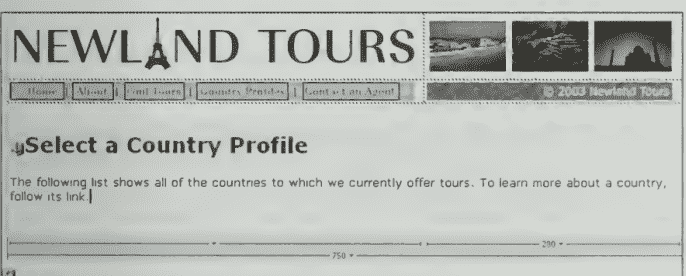 NEWLAND TOURS
Home | About | Find Tours | Country Profiles | Contact an Agent
© 2003 Newland Tours
Select a Country Profile
The following list shows all of the countries to which we currently offer tours. To learn more about a country,
follow its link.
290
750